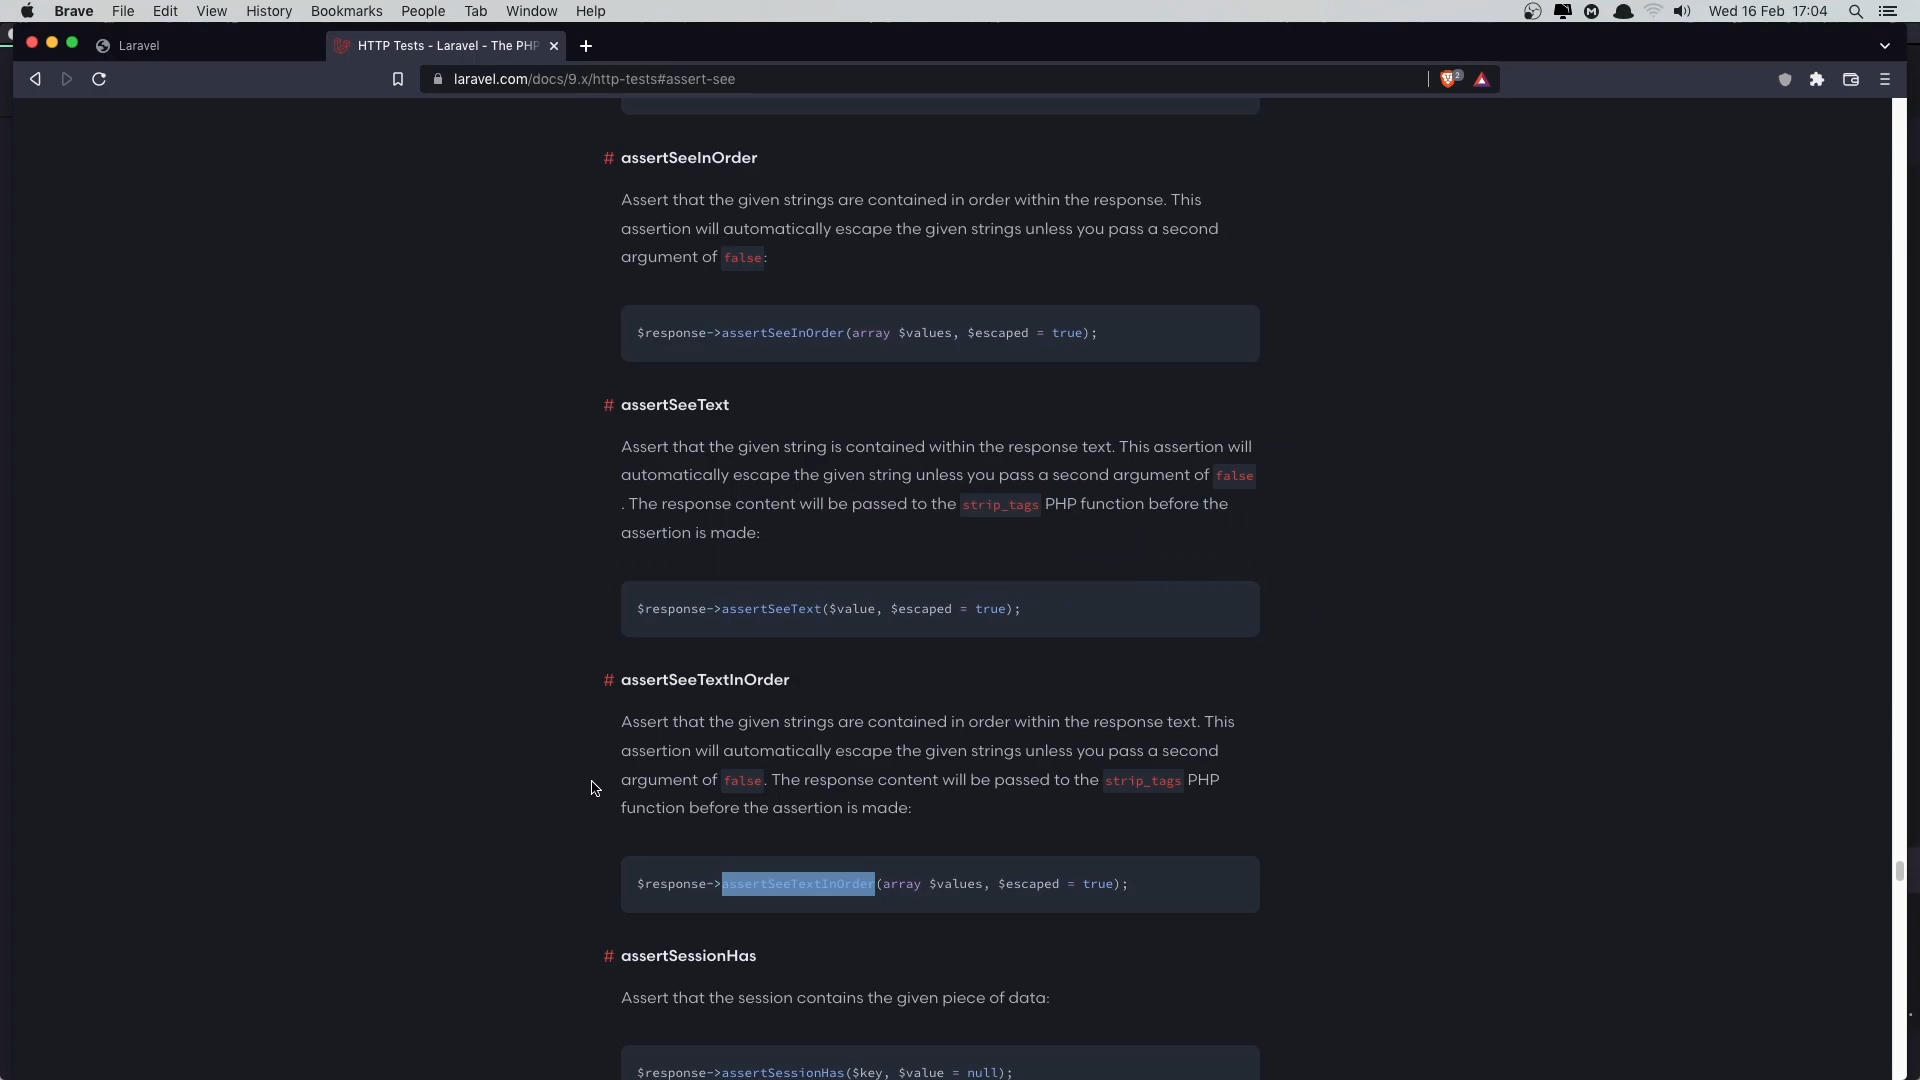 Brave File Edit View History Bookmarks People Tab Window Help Wed 16 Feb 17:04
Laravel HTTP Tests - Laravel - The PHP
laravel.com/docs/9.x/http-tests#assert-see 2
# assertSeeInOrder
Assert that the given strings are contained in order within the response. This
assertion will automatically escape the given strings unless you pass a second
argument of false:
$response->assertSeeInOrder(array $values, $escaped = true);
# assertSeeText
Assert that the given string is contained within the response text. This assertion will
automatically escape the given string unless you pass a second argument of false
. The response content will be passed to the strip_tags PHP function before the
assertion is made:
$response->assertSeeText($value, $escaped = true);
# assertSeeTextInOrder
Assert that the given strings are contained in order within the response text. This
assertion will automatically escape the given strings unless you pass a second
argument of false. The response content will be passed to the strip_tags PHP
function before the assertion is made:
$response->assertSeeTextInOrder(array $values, $escaped = true);
# assertSessionHas
Assert that the session contains the given piece of data:
$response->assertSessionHas($key, $value = null);